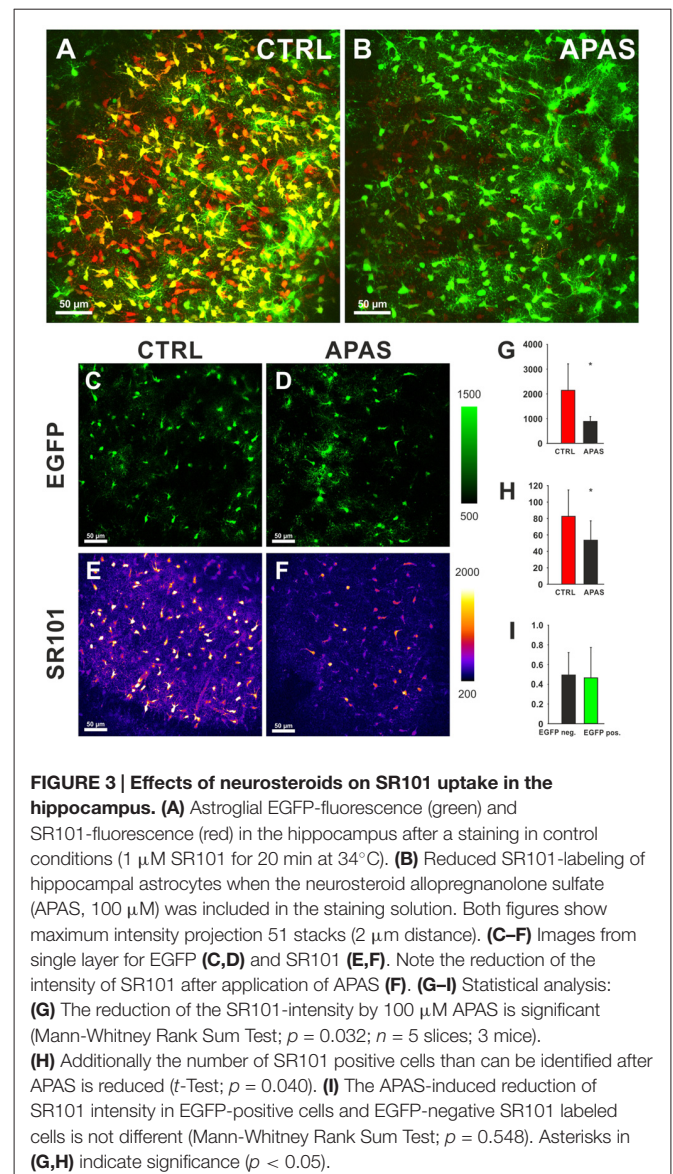 A CTRL
B APAS
50 µm
50 µm
CTRL
APAS
EGFP
C
D
50 µm
50 µm
1500
500
SR101
E
F
50 µm
50 µm
2000
200
G
4000
3000
2000
1000
0
*
CTRL APAS
H
120
100
80
60
40
20
0
*
CTRL APAS
I
1.0
0.8
0.6
0.4
0.2
0
EGFP neg. EGFP pos.
FIGURE 3 | Effects of neurosteroids on SR101 uptake in the
hippocampus. (A) Astroglial EGFP-fluorescence (green) and
SR101-fluorescence (red) in the hippocampus after a staining in control
conditions (1 µM SR101 for 20 min at 34°C). (B) Reduced SR101-labeling of
hippocampal astrocytes when the neurosteroid allopregnanolone sulfate
(APAS, 100 µM) was included in the staining solution. Both figures show
maximum intensity projection 51 stacks (2 µm distance). (C–F) Images from
single layer for EGFP (C,D) and SR101 (E,F). Note the reduction of the
intensity of SR101 after application of APAS (F). (G–I) Statistical analysis:
(G) The reduction of the SR101-intensity by 100 µM APAS is significant
(Mann-Whitney Rank Sum Test; p = 0.032; n = 5 slices; 3 mice).
(H) Additionally the number of SR101 positive cells than can be identified after
APAS is reduced (t-Test; p = 0.040). (I) The APAS-induced reduction of
SR101 intensity in EGFP-positive cells and EGFP-negative SR101 labeled
cells is not different (Mann-Whitney Rank Sum Test; p = 0.548). Asterisks in
(G,H) indicate significance (p < 0.05).